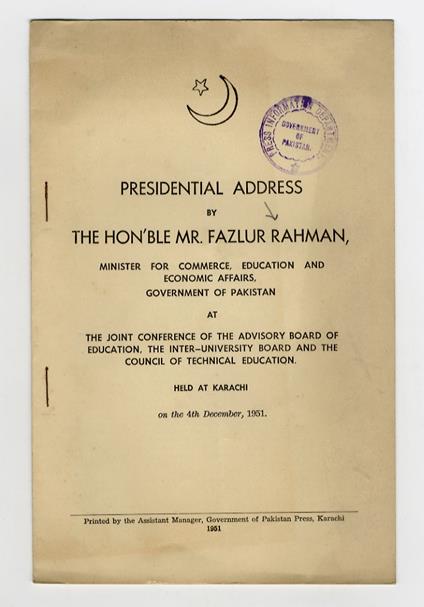 PRESS INFORMATION DEPARTMENT
GOVERNMENT
OF
PAKISTAN.
PRESIDENTIAL ADDRESS
BY
THE HON'BLE MR. FAZLUR RAHMAN,
MINISTER FOR COMMERCE, EDUCATION AND
ECONOMIC AFFAIRS,
GOVERNMENT OF PAKISTAN
AT
THE JOINT CONFERENCE OF THE ADVISORY BOARD OF
EDUCATION, THE INTER-UNIVERSITY BOARD AND THE
COUNCIL OF TECHNICAL EDUCATION.
HELD AT KARACHI
on the 4th December, 1951.
Printed by the Assistant Manager, Government of Pakistan Press, Karachi
1951